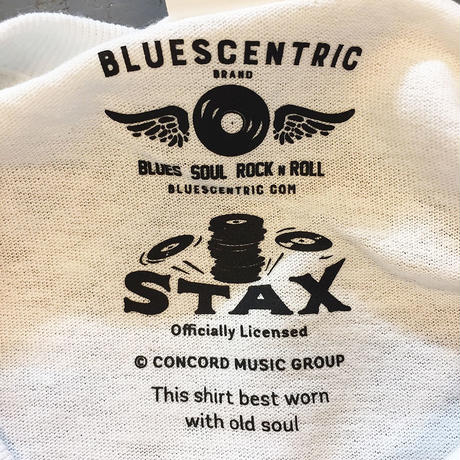 BLUESCENTRIC
BRAND
BLUES SOUL ROCK N ROLL
BLUESCENTRIC COM
STAX
Officially Licensed
© CONCORD MUSIC GROUP
This shirt best worn
with old soul